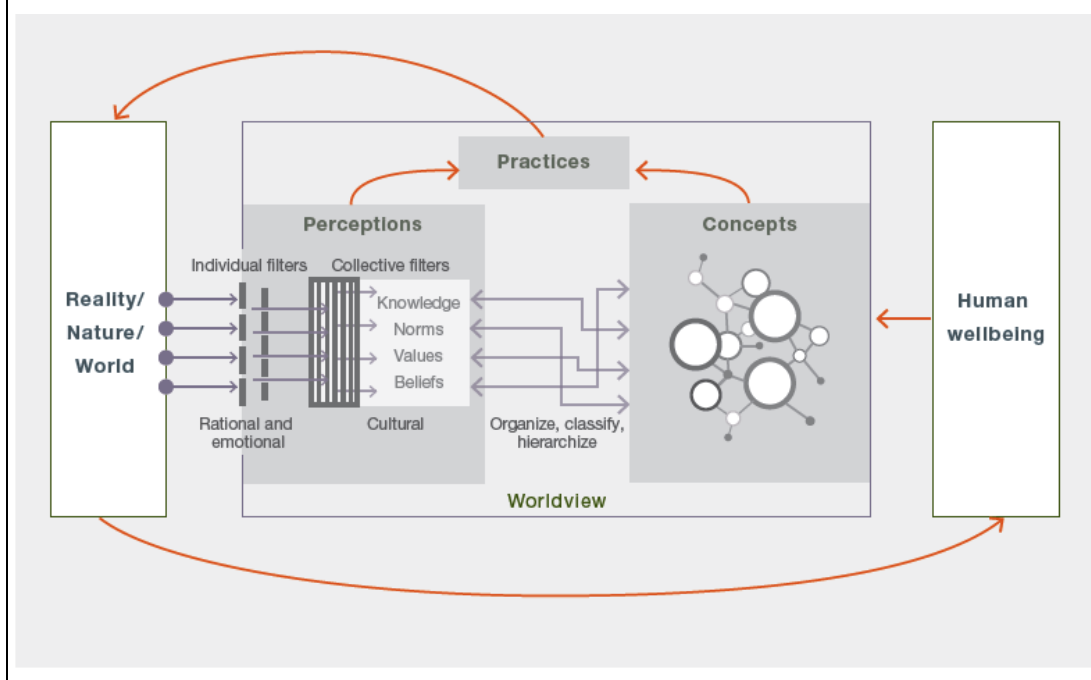 Practices
Perceptions
Concepts
Individual filters
Collective filters
Reality/
Nature/
World
Knowledge
Norms
Values
Beliefs
Human
wellbeing
Rational and
emotional
Cultural
Organize, classify,
hierarchize
Worldview